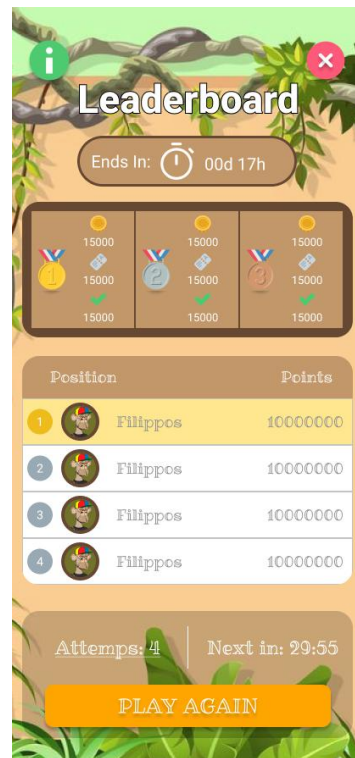 i
Leaderboard
Ends In: 00d 17h
1 2 3
15000 15000 15000
15000 15000 15000
15000 15000 15000
Position Points
1 Filippos 10000000
2 Filippos 10000000
3 Filippos 10000000
4 Filippos 10000000
Attemps: 4 Next in: 29:55
PLAY AGAIN